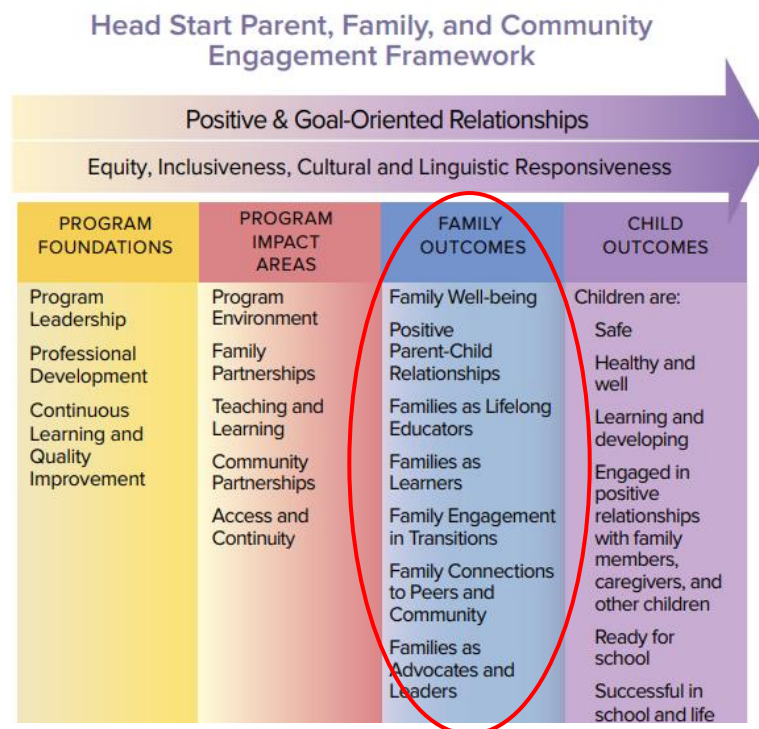 Head Start Parent, Family, and Community
Engagement Framework
Positive & Goal-Oriented Relationships
Equity, Inclusiveness, Cultural and Linguistic Responsiveness
PROGRAM
FOUNDATIONS
Program
Leadership
Professional
Development
Continuous
Learning and
Quality
Improvement
PROGRAM
IMPACT
AREAS
Program
Environment
Family
Partnerships
Teaching and
Learning
Community
Partnerships
Access and
Continuity
FAMILY
OUTCOMES
Family Well-being
Positive
Parent-Child
Relationships
Families as Lifelong
Educators
Families as
Learners
Family Engagement
in Transitions
Family Connections
to Peers and
Community
Families as
Advocates and
Leaders
CHILD
OUTCOMES
Children are:
Safe
Healthy and
well
Learning and
developing
Engaged in
positive
relationships
with family
members,
caregivers, and
other children
Ready for
school
Successful in
school and life